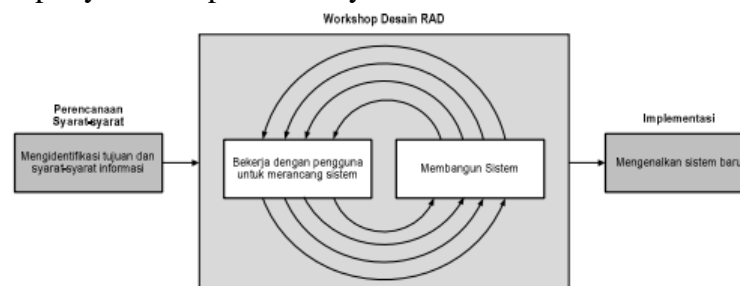 Workshop Desain RAD
Perencanaan
Syarat-syarat
Mengidentifikasi tujuan dan
syarat-syarat informasi
Bekerja dengan pengguna
untuk merancang sistem
Membangun Sistem
Implementasi
Mengenalkan sistem baru